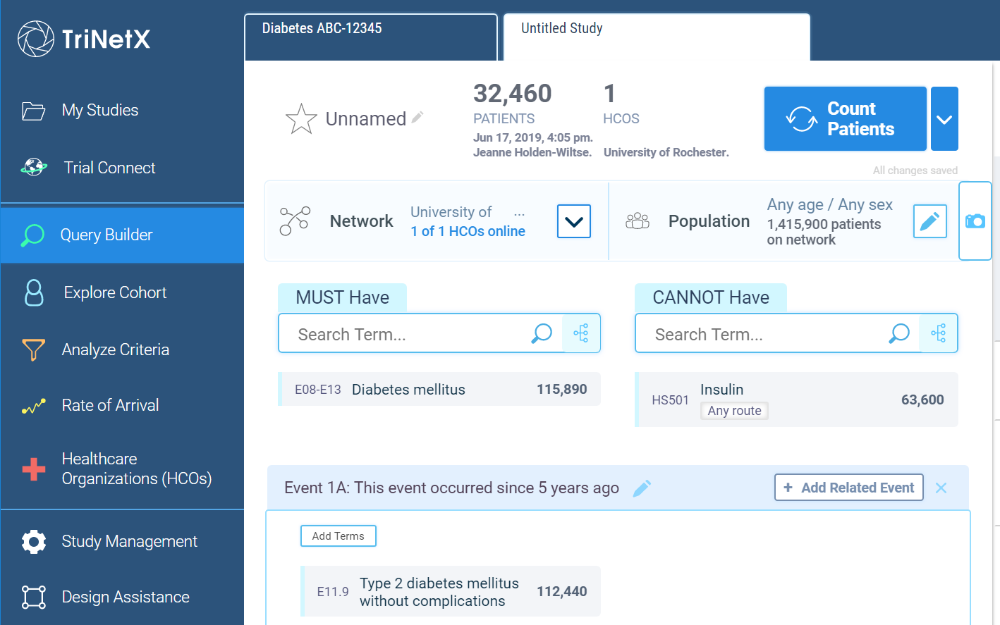 TriNetX
Diabetes ABC-12345
Untitled Study
My Studies
Trial Connect
Query Builder
Explore Cohort
Analyze Criteria
Rate of Arrival
Healthcare
Organizations (HCOs)
Study Management
Design Assistance
Unnamed
32,460
PATIENTS
Jun 17, 2019, 4:05 pm.
Jeanne Holden-Wiltse.
1
HCOS
University of Rochester.
Count
Patients
All changes saved
Network
University of ...
1 of 1 HCOs online
Population
Any age / Any sex
1,415,900 patients
on network
MUST Have
Search Term...
E08-E13 Diabetes mellitus 115,890
CANNOT Have
Search Term...
HS501 Insulin 63,600
Any route
Event 1A: This event occurred since 5 years ago
+ Add Related Event
Add Terms
E11.9 Type 2 diabetes mellitus 112,440
without complications